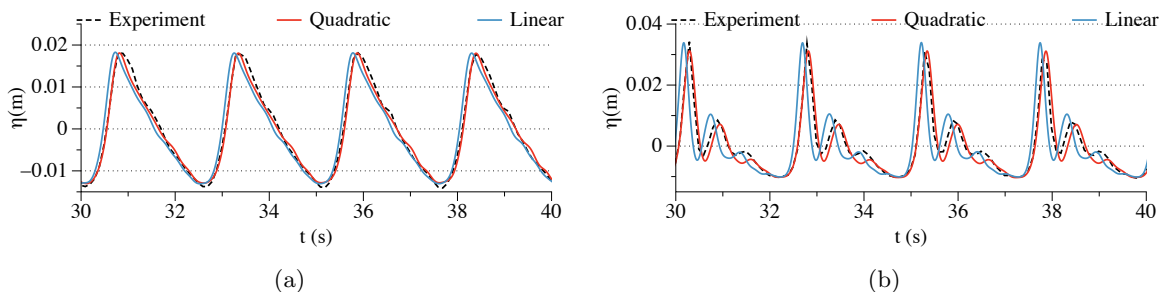 Experiment Quadratic Linear
η(m)
0.02
0.01
0
−0.01
30 32 34 36 38 40
t (s)
(a)
Experiment Quadratic Linear
η(m)
0.04
0.02
0
30 32 34 36 38 40
t (s)
(b)